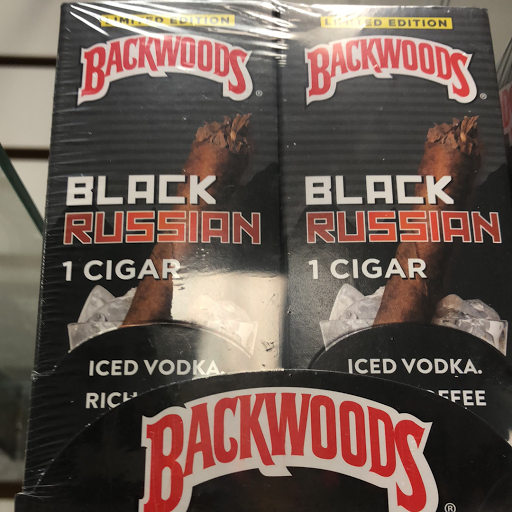 LIMITED EDITION
BACKWOODS®
BLACK
RUSSIAN
1 CIGAR
ICED VODKA.
LIMITED EDITION
BACKWOODS®
BLACK
RUSSIAN
1 CIGAR
ICED VODKA.
BACKWOODS®